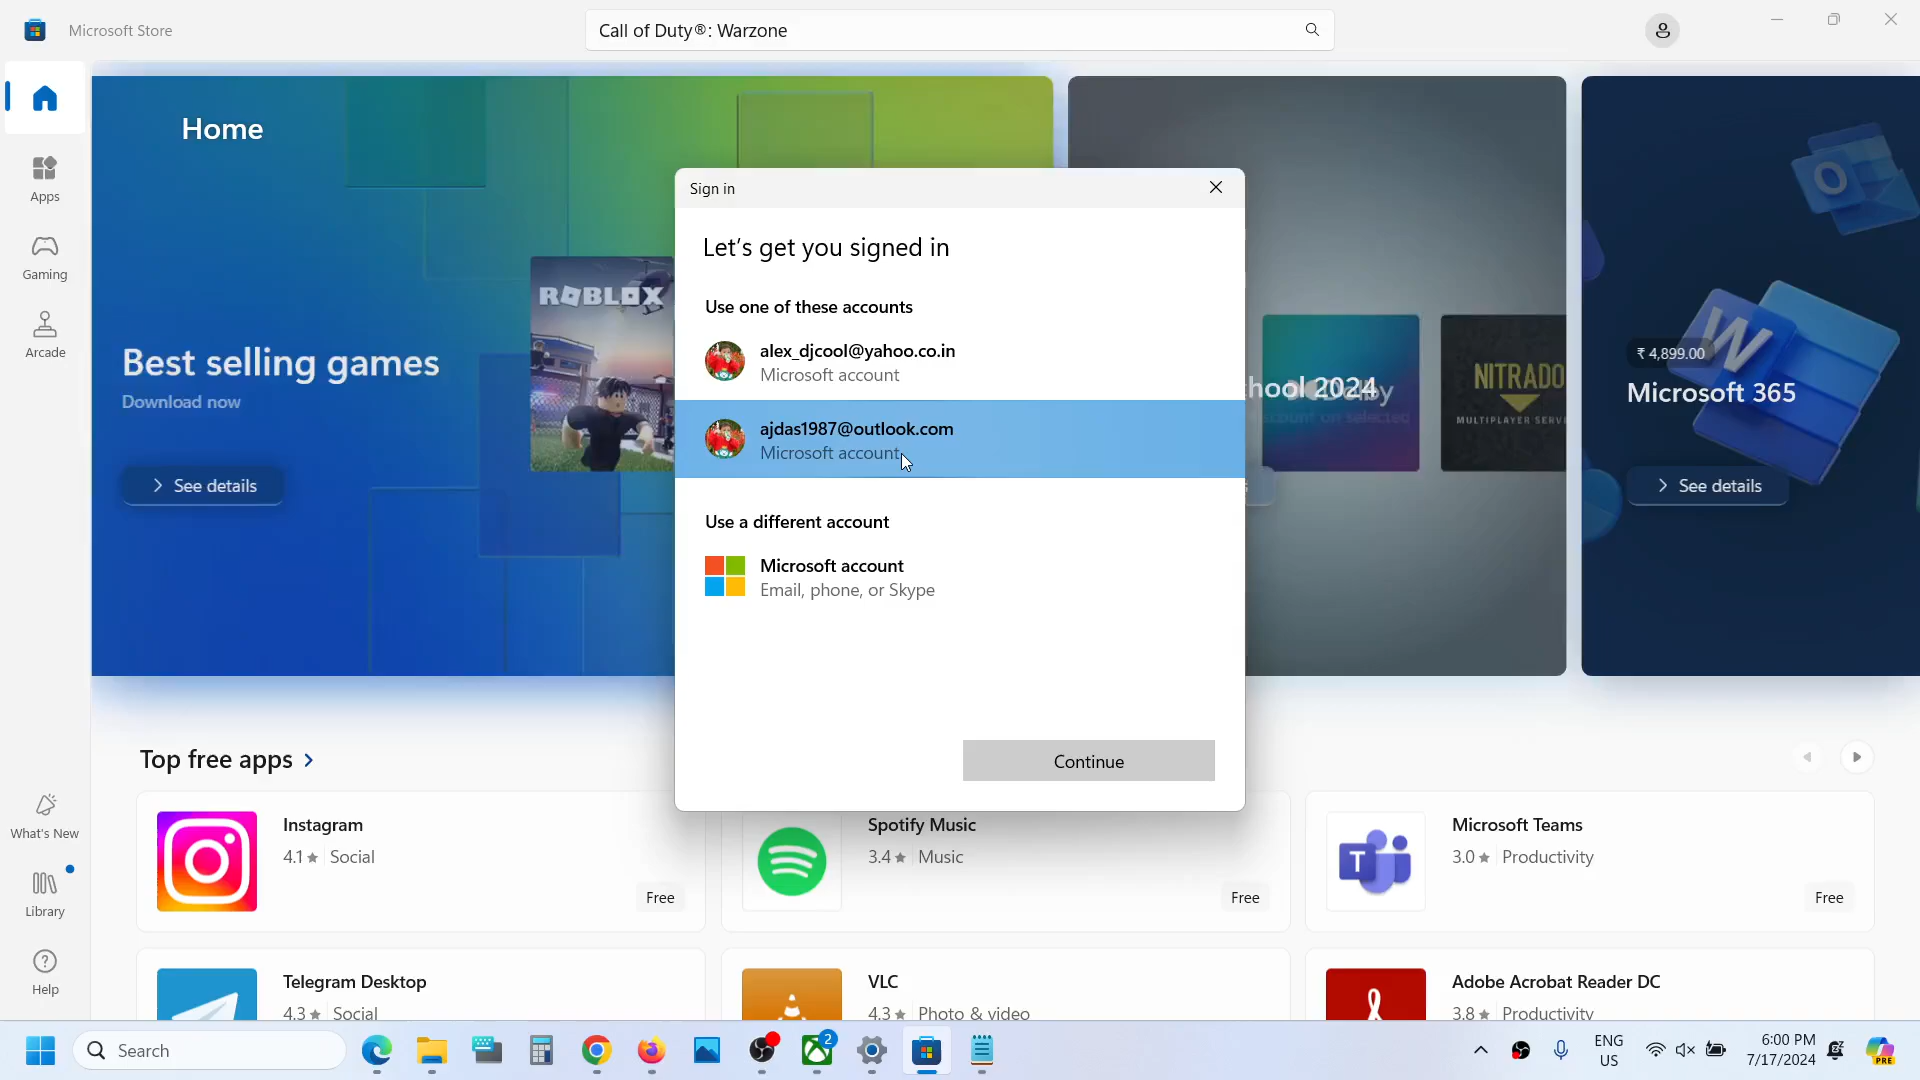 Microsoft Store
Call of Duty®: Warzone
Home
Apps
Gaming
Arcade
What's New
Library
Help
Home
Best selling games
Download now
See details
ROBLOX
Sign in
Let's get you signed in
Use one of these accounts
alex_djcool@yahoo.co.in
Microsoft account
ajdas1987@outlook.com
Microsoft account
Use a different account
Microsoft account
Email, phone, or Skype
Continue
hool 2024
Dolby
NITRADO
MULTIPLAYER SERV
₹ 4,899.00
Microsoft 365
See details
Top free apps
Instagram
4.1★ Social
Free
Spotify Music
3.4★ Music
Free
Microsoft Teams
3.0★ Productivity
Free
Telegram Desktop
4.3★ Social
VLC
4.3★ Photo & video
Adobe Acrobat Reader DC
3.8★ Productivity
Search
2
ENG
US
6:00 PM
7/17/2024
PRE